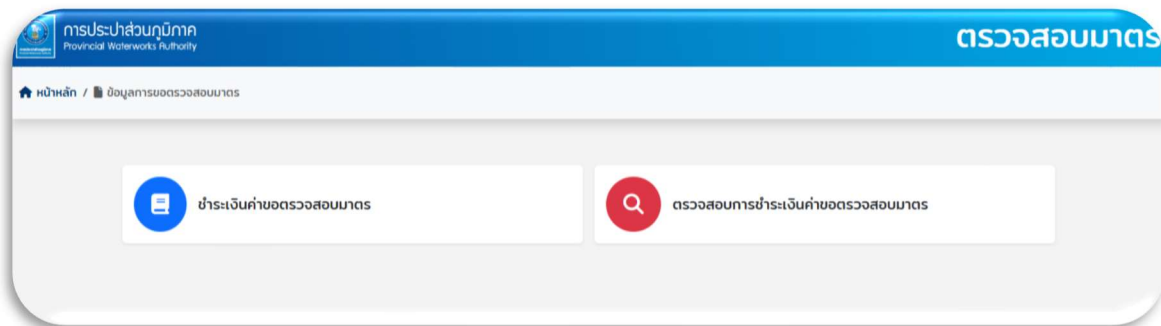 การประปาส่วนภูมิภาค
Provincial Waterworks Authority
ตรวจสอบมาตร
หน้าหลัก / ข้อมูลการขอตรวจสอบมาตร
ชำระเงินค่าขอตรวจสอบมาตร
ตรวจสอบการชำระเงินค่าขอตรวจสอบมาตร